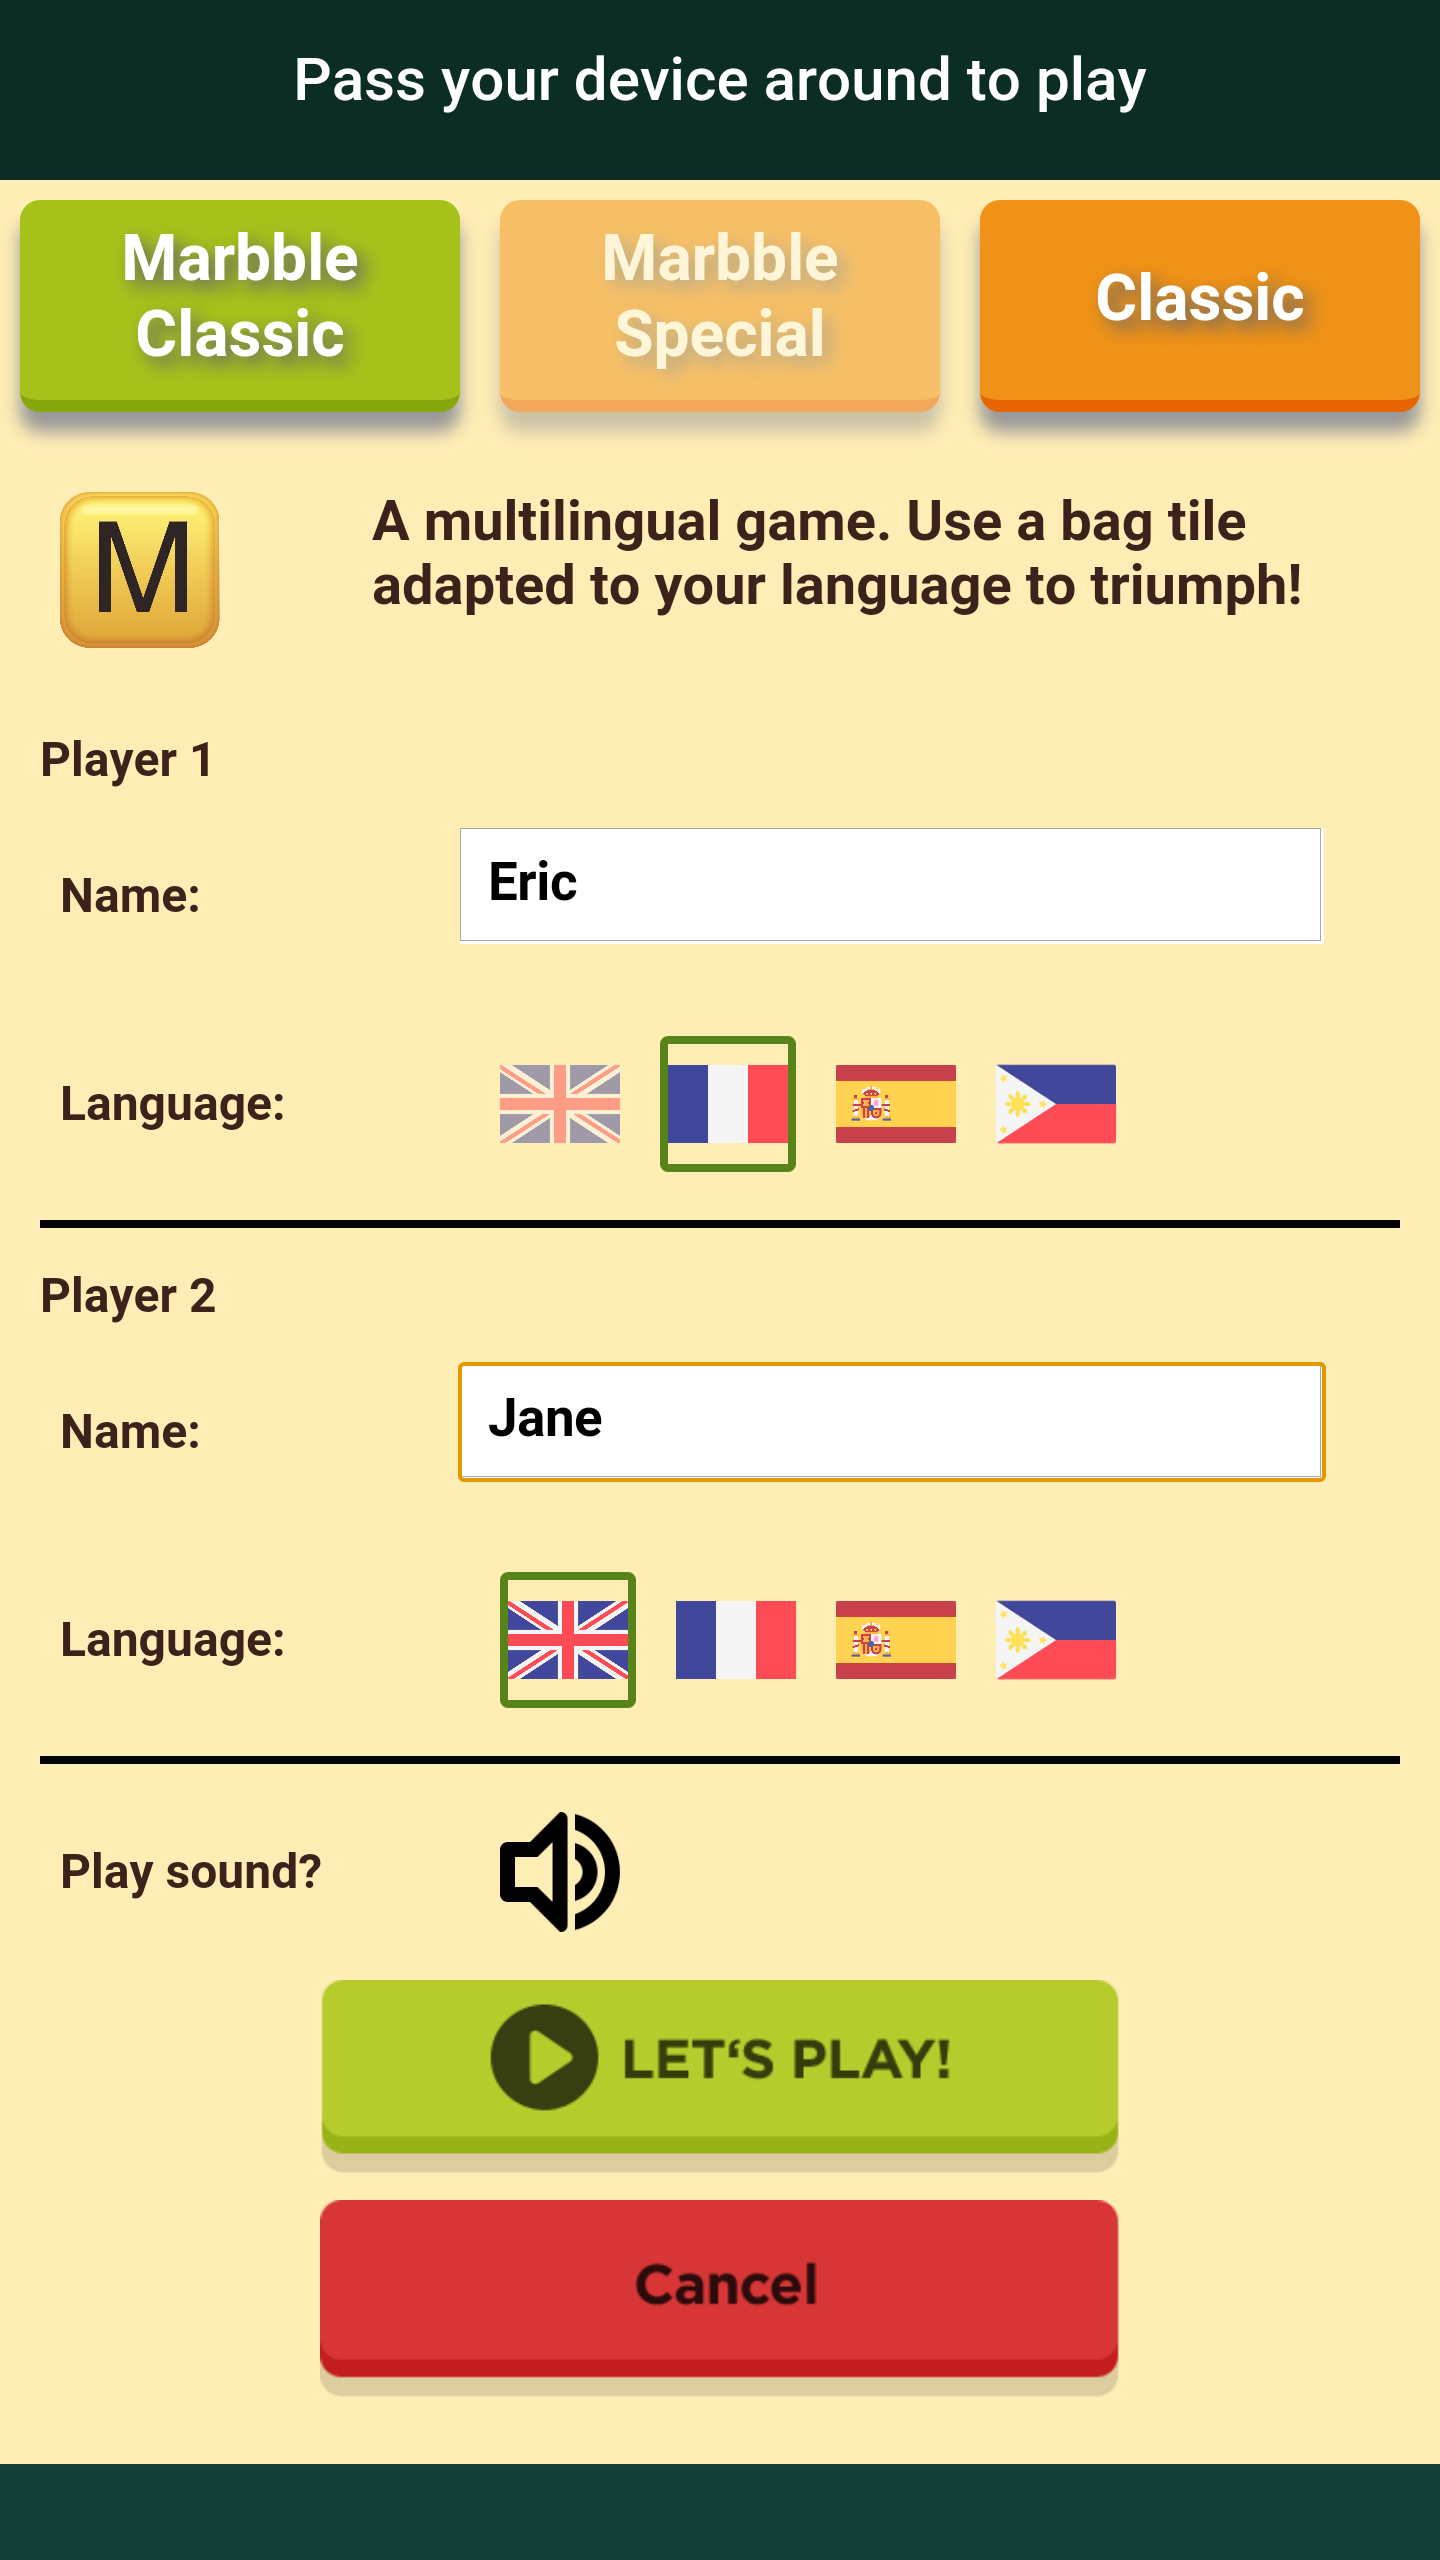 Pass your device around to play
Marbble
Classic
Marbble
Special
Classic
M
A multilingual game. Use a bag tile
adapted to your language to triumph!
Player 1
Name:
Eric
Language:
Player 2
Name:
Jane
Language:
Play sound?
LET‘S PLAY!
Cancel